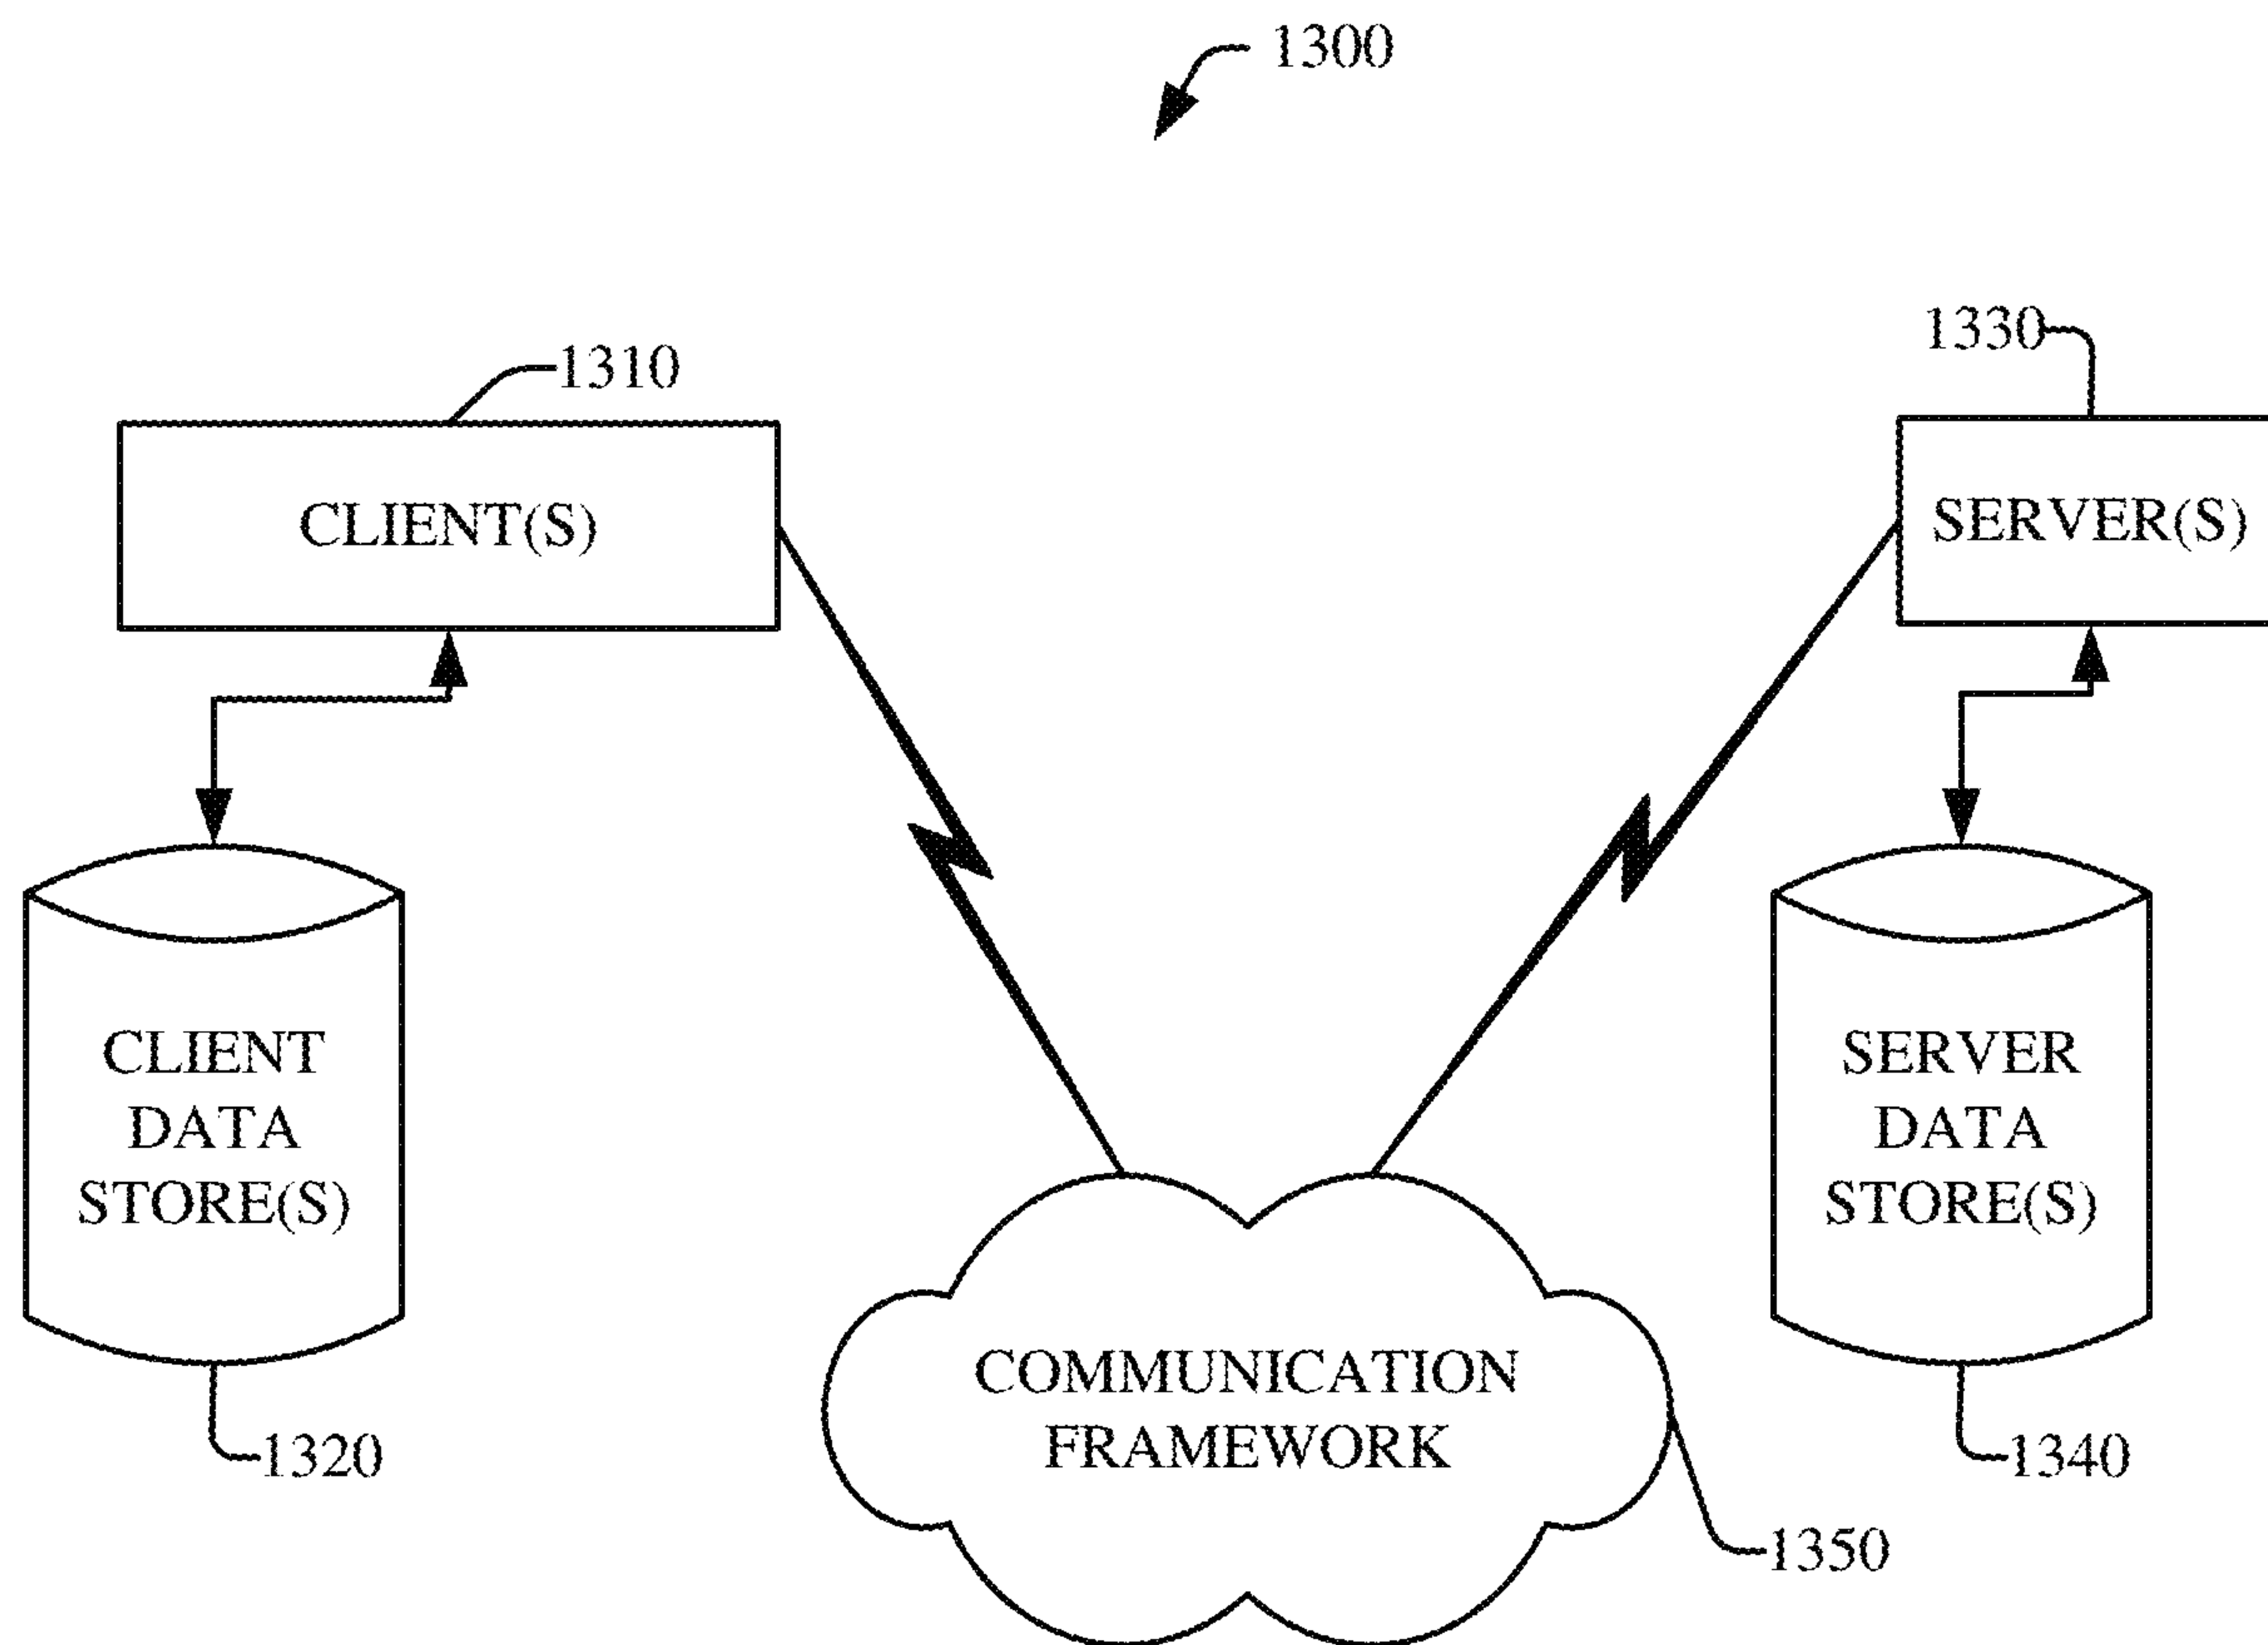 1300
1310
1330
CLIENT(S)
SERVER(S)
CLIENT
DATA
STORE(S)
SERVER
DATA
STORE(S)
COMMUNICATION
FRAMEWORK
1320
1340
1350